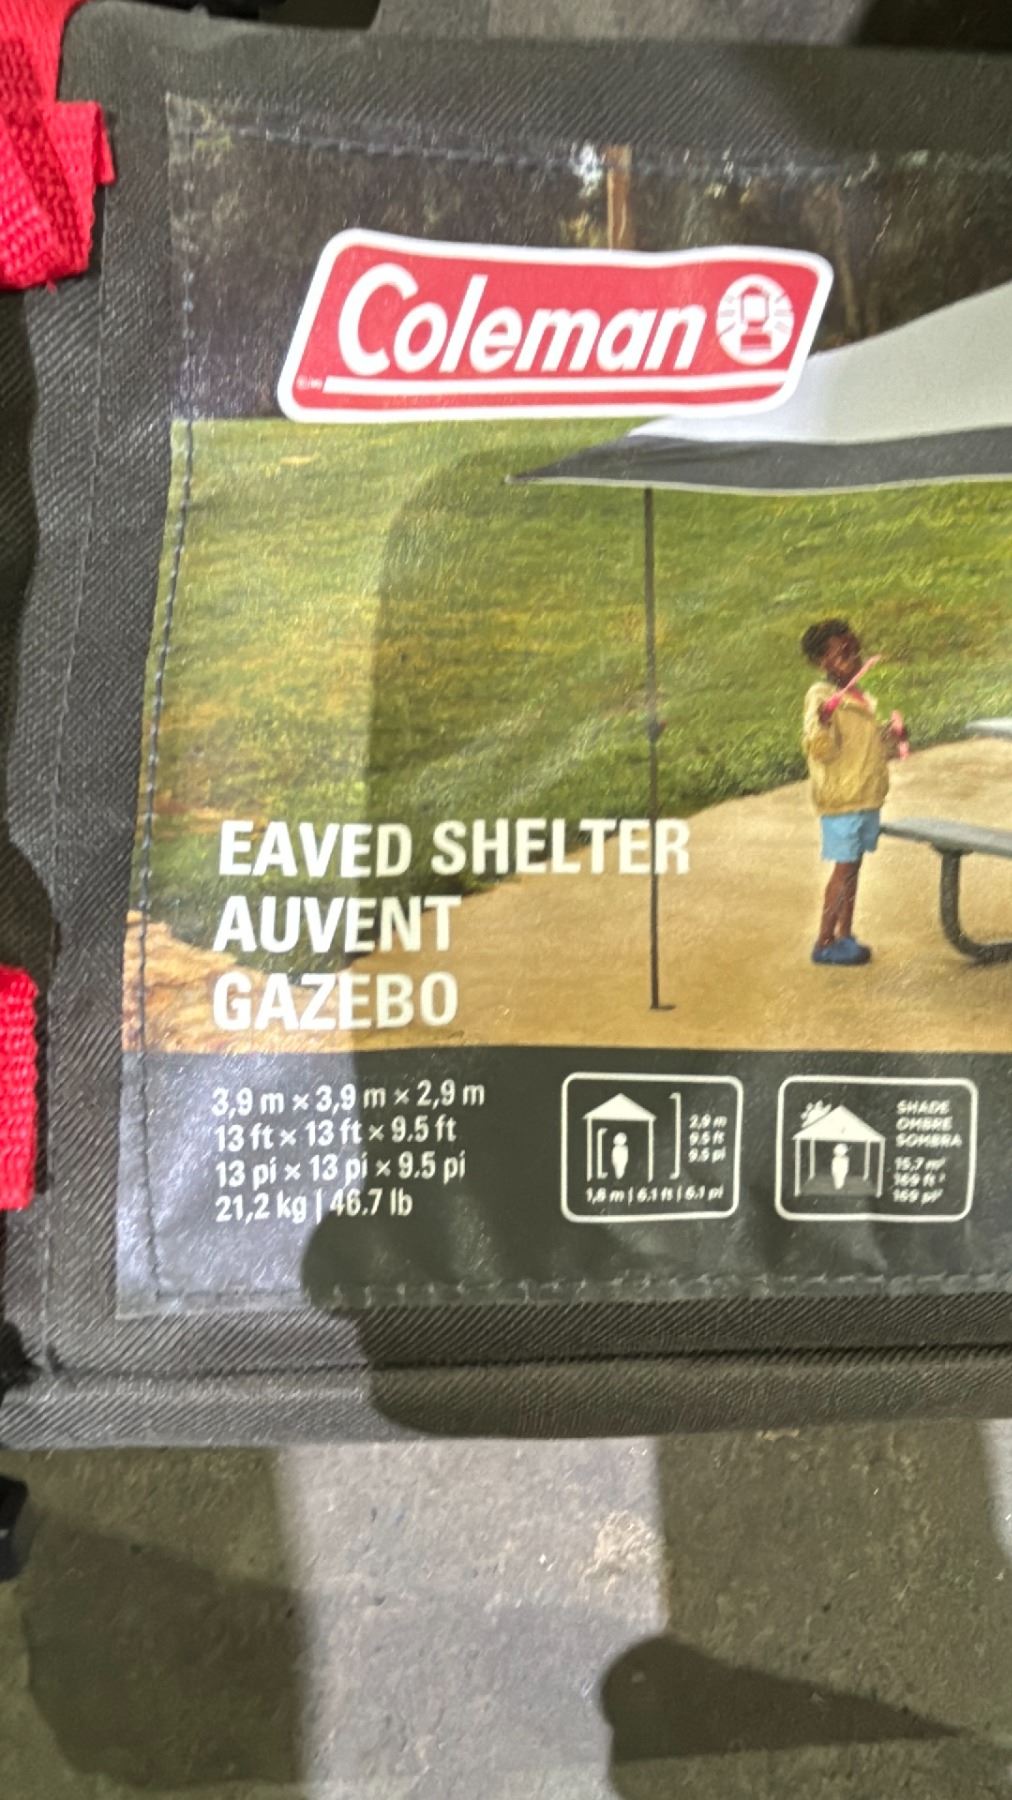 Coleman
EAVED SHELTER
AUVENT
GAZEBO
3,9 m × 3,9 m × 2,9 m
13 ft × 13 ft × 9.5 ft
13 pi × 13 pi × 9.5 pi
21,2 kg | 46.7 lb
2,9 m
9.5 ft
9.5 pi
1,8 m | 6.1 ft | 6.1 pi
SHADE
OMBRE
SOMBRA
15,7 m²
169 ft²
169 pi²